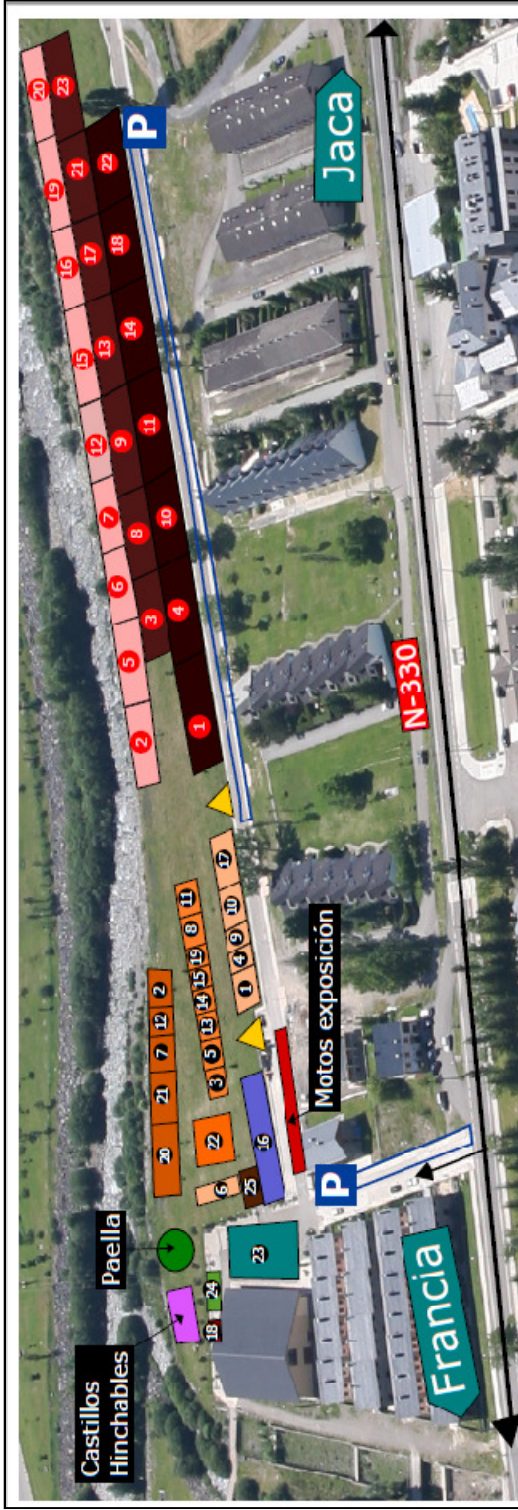 Castillos
Hinchables
Paella
20 21 7 12 2
2 5 6 7 12 15 16 19 20
3 8 9 13 17 21 23
1 4 10 11 14 18 22
P
3 5 13 14 15 19 8 11
22
6
25
1 4 9 10 17
16
18 24
23
Motos exposición
P
Francia
N-330
Jaca